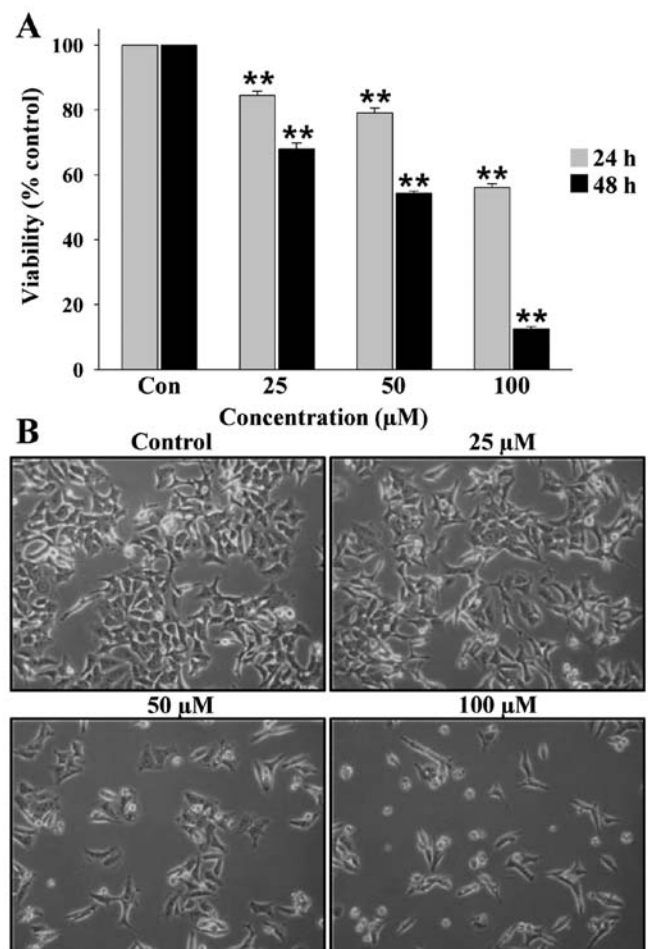 A
Viability (% control)
100
80
60
40
20
0
**
**
**
**
**
**
24 h
48 h
Con 25 50 100
Concentration (µM)
B
Control 25 µM
50 µM 100 µM